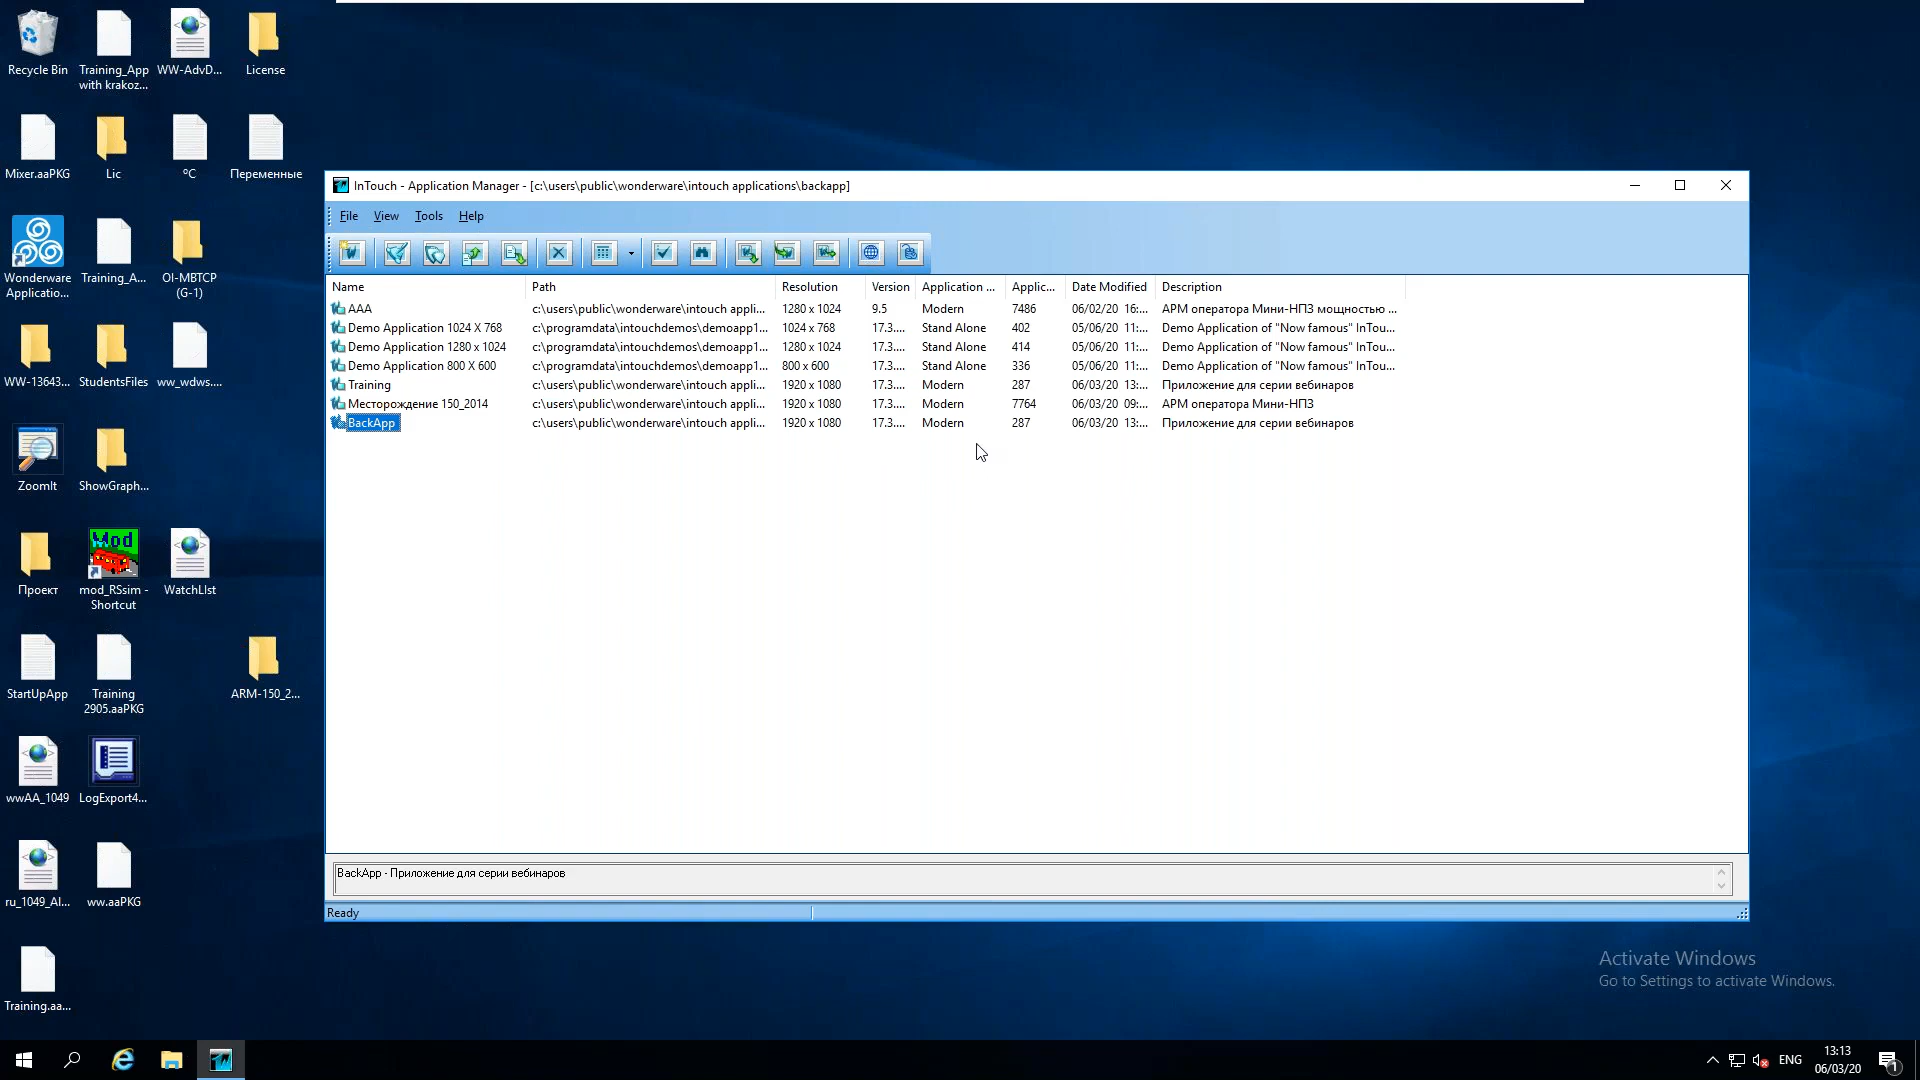 Recycle Bin
Training_App
with krakoz...
WW-AdvD...
License
Mixer.aaPKG
Lic
°C
Переменные
Wonderware
Applicatio...
Training_A...
OI-MBTCP
(G-1)
WW-13643...
StudentsFiles
ww_wdws....
ZoomIt
ShowGraph...
Проект
mod_RSsim -
Shortcut
WatchLIst
StartUpApp
Training
2905.aaPKG
ARM-150_2...
wwAA_1049
LogExport4...
ru_1049_Al...
ww.aaPKG
Training.aa...
InTouch - Application Manager - [c:\users\public\wonderware\intouch applications\backapp]
File View Tools Help
Name Path Resolution Version Application ... Applic... Date Modified Description
AAA c:\users\public\wonderware\intouch appli... 1280 x 1024 9.5 Modern 7486 06/02/20 16:... АРМ оператора Мини-НПЗ мощностью ...
Demo Application 1024 X 768 c:\programdata\intouchdemos\demoapp1... 1024 x 768 17.3.... Stand Alone 402 05/06/20 11:... Demo Application of "Now famous" InTou...
Demo Application 1280 x 1024 c:\programdata\intouchdemos\demoapp1... 1280 x 1024 17.3.... Stand Alone 414 05/06/20 11:... Demo Application of "Now famous" InTou...
Demo Application 800 X 600 c:\programdata\intouchdemos\demoapp1... 800 x 600 17.3.... Stand Alone 336 05/06/20 11:... Demo Application of "Now famous" InTou...
Training c:\users\public\wonderware\intouch appli... 1920 x 1080 17.3.... Modern 287 06/03/20 13:... Приложение для серии вебинаров
Месторождение 150_2014 c:\users\public\wonderware\intouch appli... 1920 x 1080 17.3.... Modern 7764 06/03/20 09:... АРМ оператора Мини-НПЗ
BackApp c:\users\public\wonderware\intouch appli... 1920 x 1080 17.3.... Modern 287 06/03/20 13:... Приложение для серии вебинаров
BackApp - Приложение для серии вебинаров
Ready
Activate Windows
Go to Settings to activate Windows.
ENG
13:13
06/03/20
1
Mod